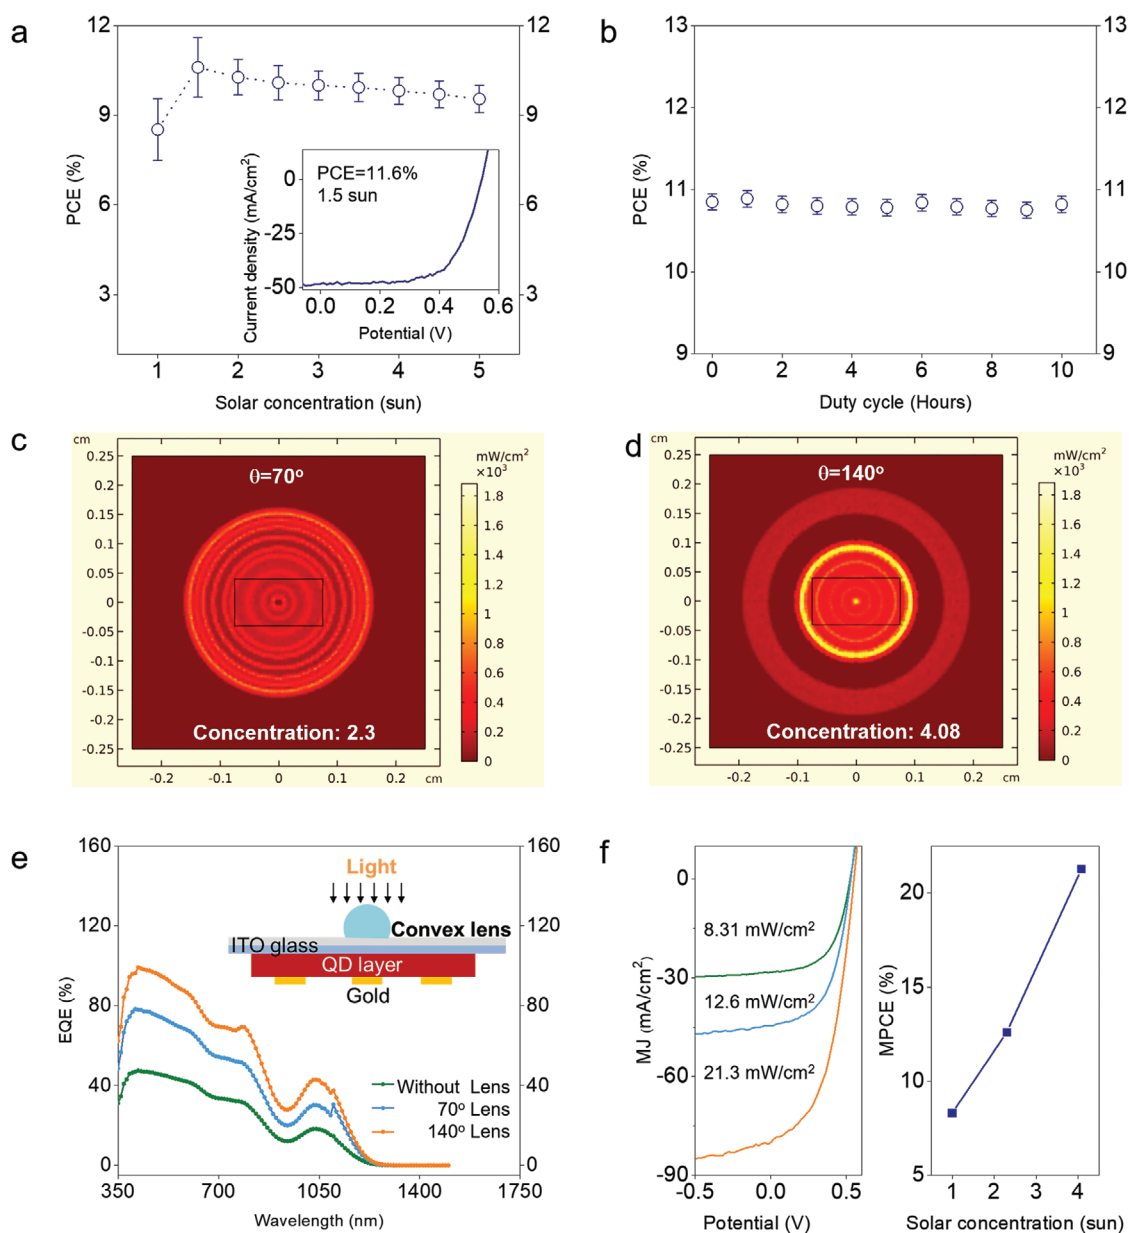 a
12
9
6
3
12
9
6
3
PCE (%)
1
2
3
4
5
Solar concentration (sun)
PCE=11.6%
1.5 sun
0
-25
-50
Current density (mA/cm²)
0.0
0.2
0.4
0.6
Potential (V)
b
13
12
11
10
9
13
12
11
10
9
PCE (%)
0
2
4
6
8
10
Duty cycle (Hours)
c
cm
0.25
0.2
0.15
0.1
0.05
0
-0.05
-0.1
-0.15
-0.2
-0.25
θ=70°
Concentration: 2.3
-0.2
-0.1
0
0.1
0.2
cm
mW/cm²
×10³
1.8
1.6
1.4
1.2
1
0.8
0.6
0.4
0.2
0
d
cm
0.25
0.2
0.15
0.1
0.05
0
-0.05
-0.1
-0.15
-0.2
-0.25
θ=140°
Concentration: 4.08
-0.2
-0.1
0
0.1
0.2
cm
mW/cm²
×10³
1.8
1.6
1.4
1.2
1
0.8
0.6
0.4
0.2
0
e
160
120
80
40
0
160
120
80
40
0
EQE (%)
Light
Convex lens
ITO glass
QD layer
Gold
Without Lens
70° Lens
140° Lens
350
700
1050
1400
1750
Wavelength (nm)
f
0
-30
-60
-90
MJ (mA/cm²)
8.31 mW/cm²
12.6 mW/cm²
21.3 mW/cm²
-0.5
0.0
0.5
Potential (V)
20
15
10
5
MPCE (%)
1
2
3
4
Solar concentration (sun)